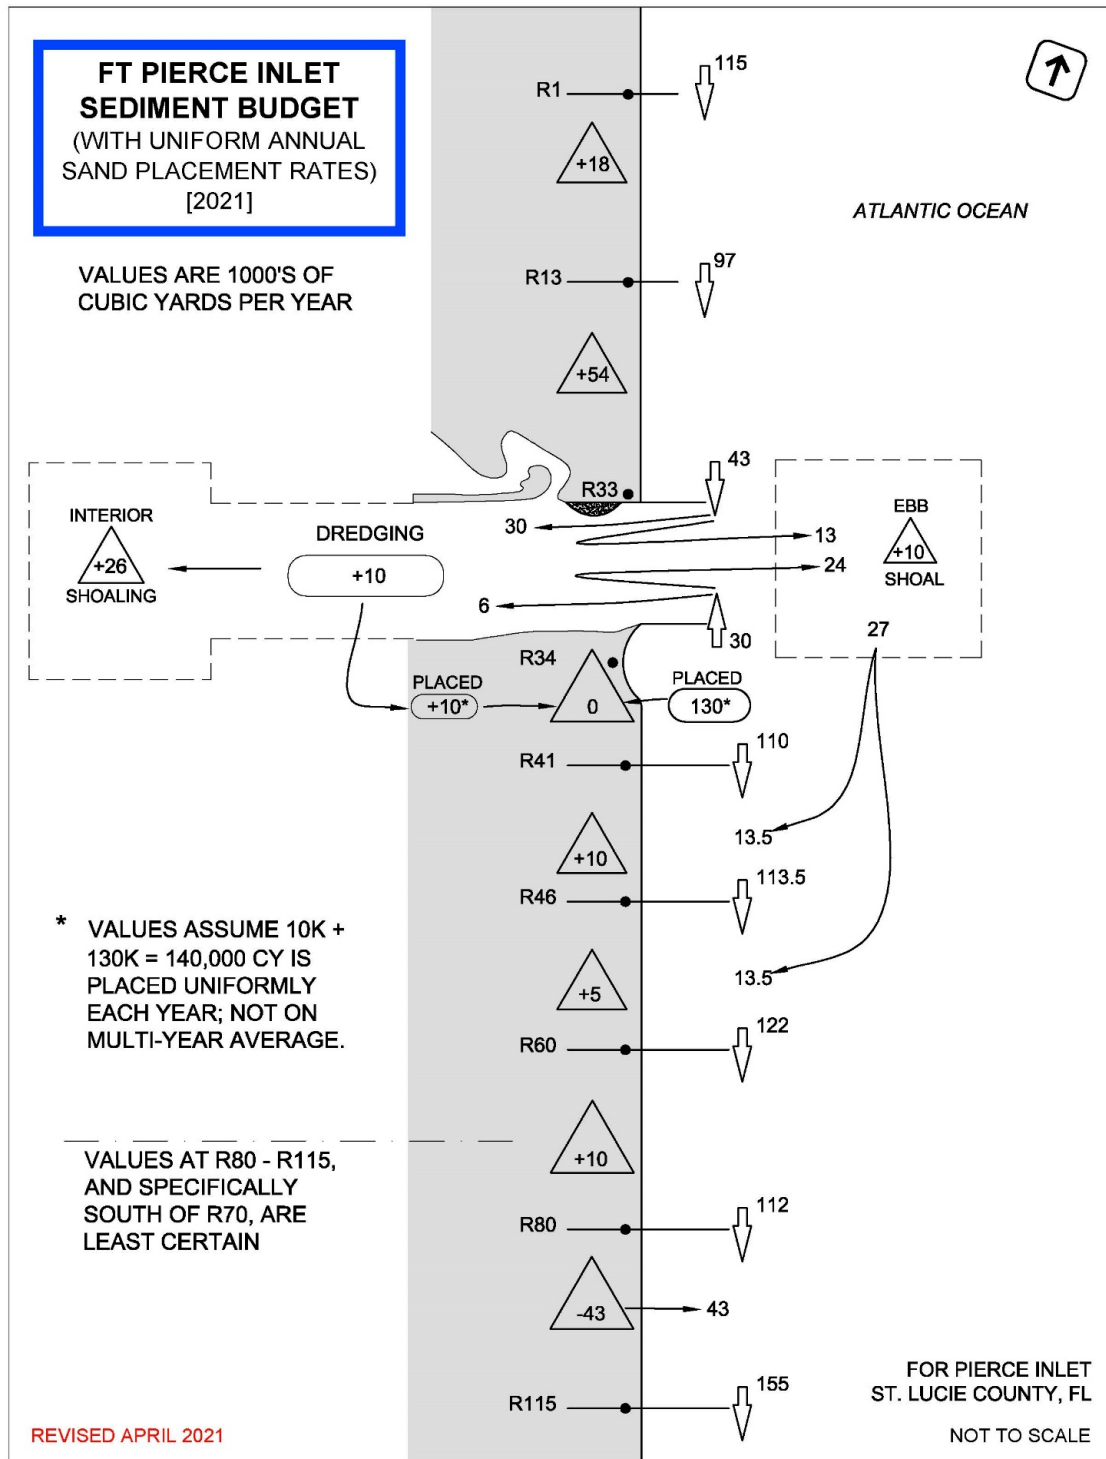 FT PIERCE INLET
SEDIMENT BUDGET
(WITH UNIFORM ANNUAL
SAND PLACEMENT RATES)
[2021]
VALUES ARE 1000'S OF
CUBIC YARDS PER YEAR
R1
115
+18
ATLANTIC OCEAN
R13
97
+54
R33
43
INTERIOR
+26
SHOALING
DREDGING
+10
30
13
24
6
30
EBB
+10
SHOAL
27
R34
PLACED
+10*
0
PLACED
130*
R41
110
13.5
+10
R46
113.5
* VALUES ASSUME 10K +
130K = 140,000 CY IS
PLACED UNIFORMLY
EACH YEAR; NOT ON
MULTI-YEAR AVERAGE.
13.5
+5
R60
122
+10
VALUES AT R80 - R115,
AND SPECIFICALLY
SOUTH OF R70, ARE
LEAST CERTAIN
R80
112
-43
43
R115
155
FOR PIERCE INLET
ST. LUCIE COUNTY, FL
REVISED APRIL 2021
NOT TO SCALE